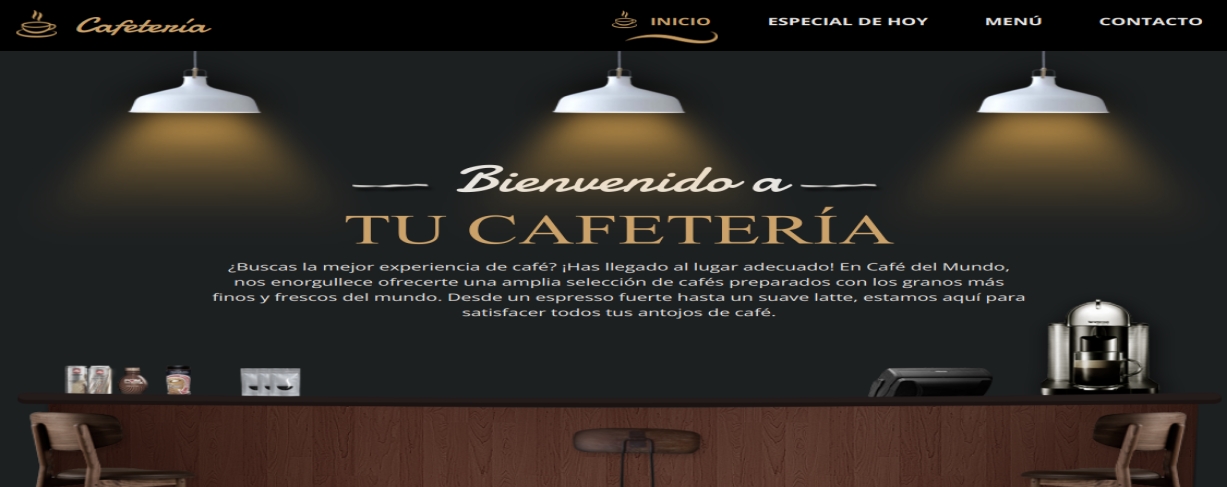 Cafetería
INICIO
ESPECIAL DE HOY
MENÚ
CONTACTO
Bienvenido a
TU CAFETERÍA
¿Buscas la mejor experiencia de café? ¡Has llegado al lugar adecuado! En Café del Mundo,
nos enorgullece ofrecerte una amplia selección de cafés preparados con los granos más
finos y frescos del mundo. Desde un espresso fuerte hasta un suave latte, estamos aquí para
satisfacer todos tus antojos de café.